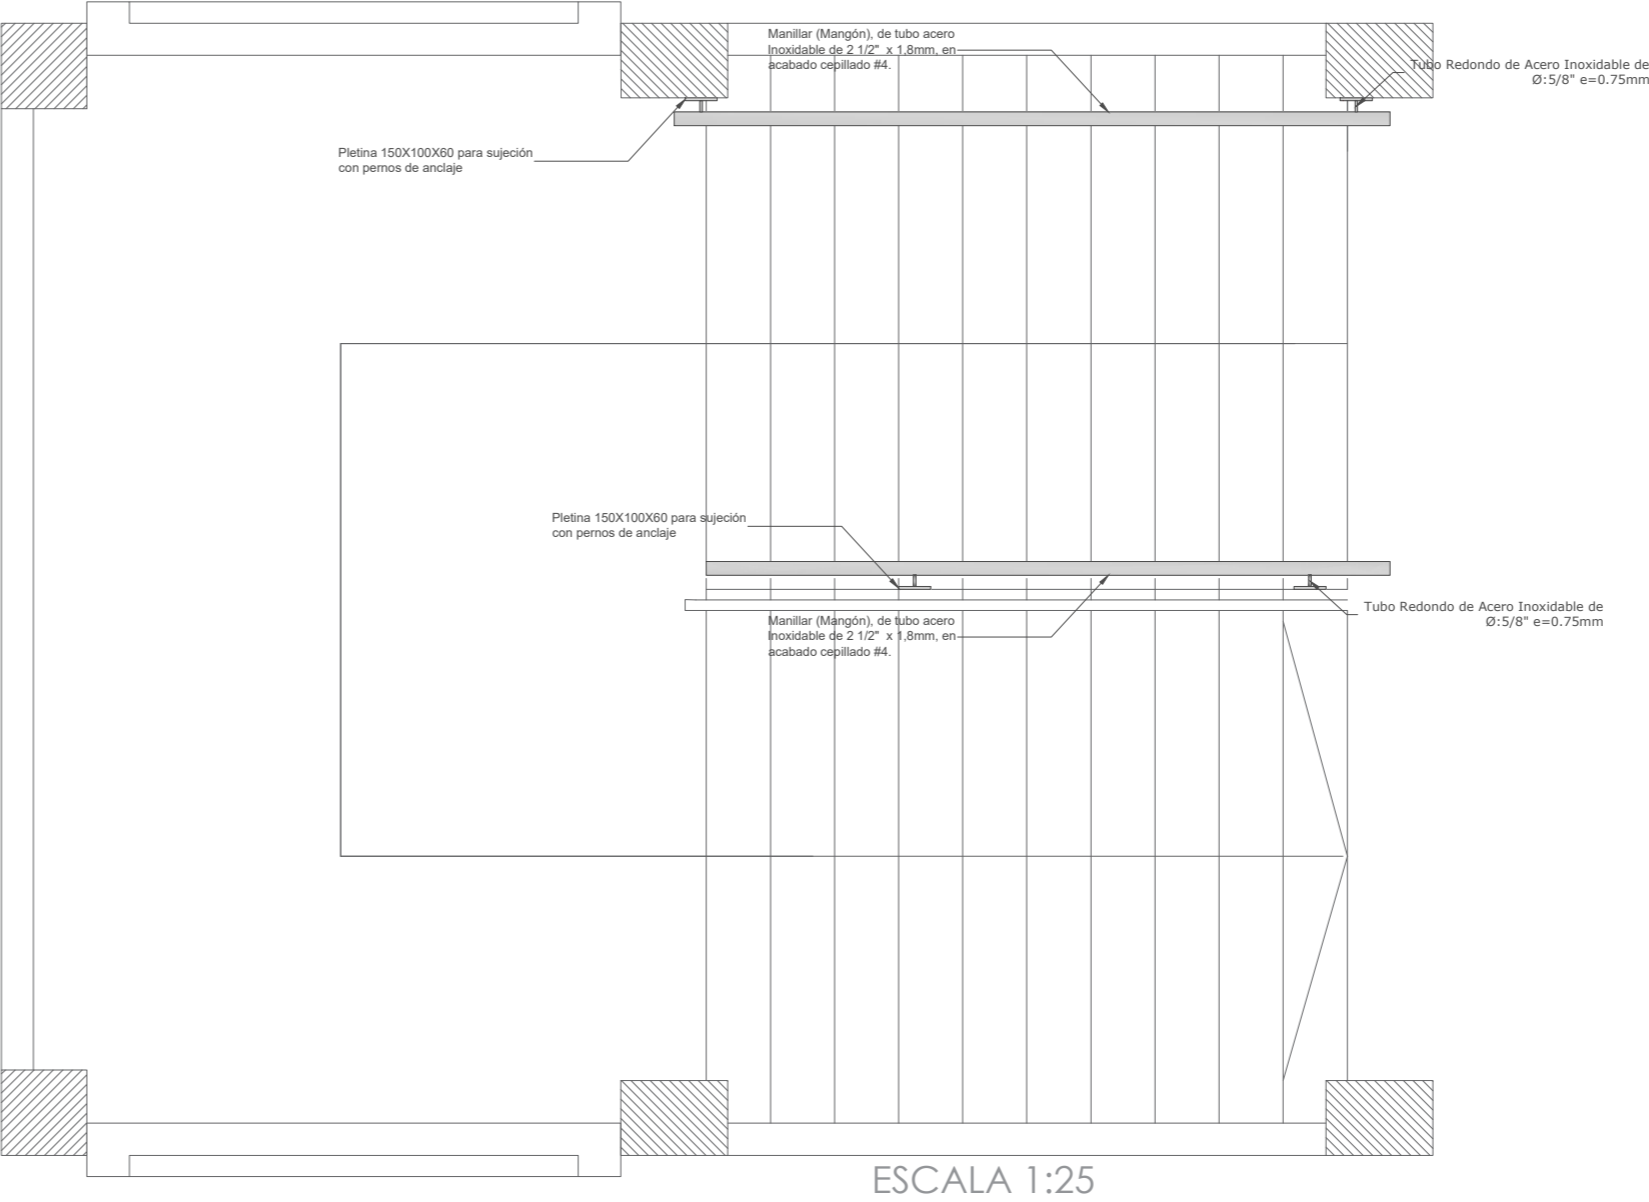 Manillar (Mangón), de tubo acero
Inoxidable de 2 1/2" x 1,8mm, en
acabado cepillado #4.
Tubo Redondo de Acero Inoxidable de
Ø:5/8" e=0.75mm
Pletina 150X100X60 para sujeción
con pernos de anclaje
Pletina 150X100X60 para sujeción
con pernos de anclaje
Tubo Redondo de Acero Inoxidable de
Ø:5/8" e=0.75mm
Manillar (Mangón), de tubo acero
Inoxidable de 2 1/2" x 1,8mm, en
acabado cepillado #4.
ESCALA 1:25